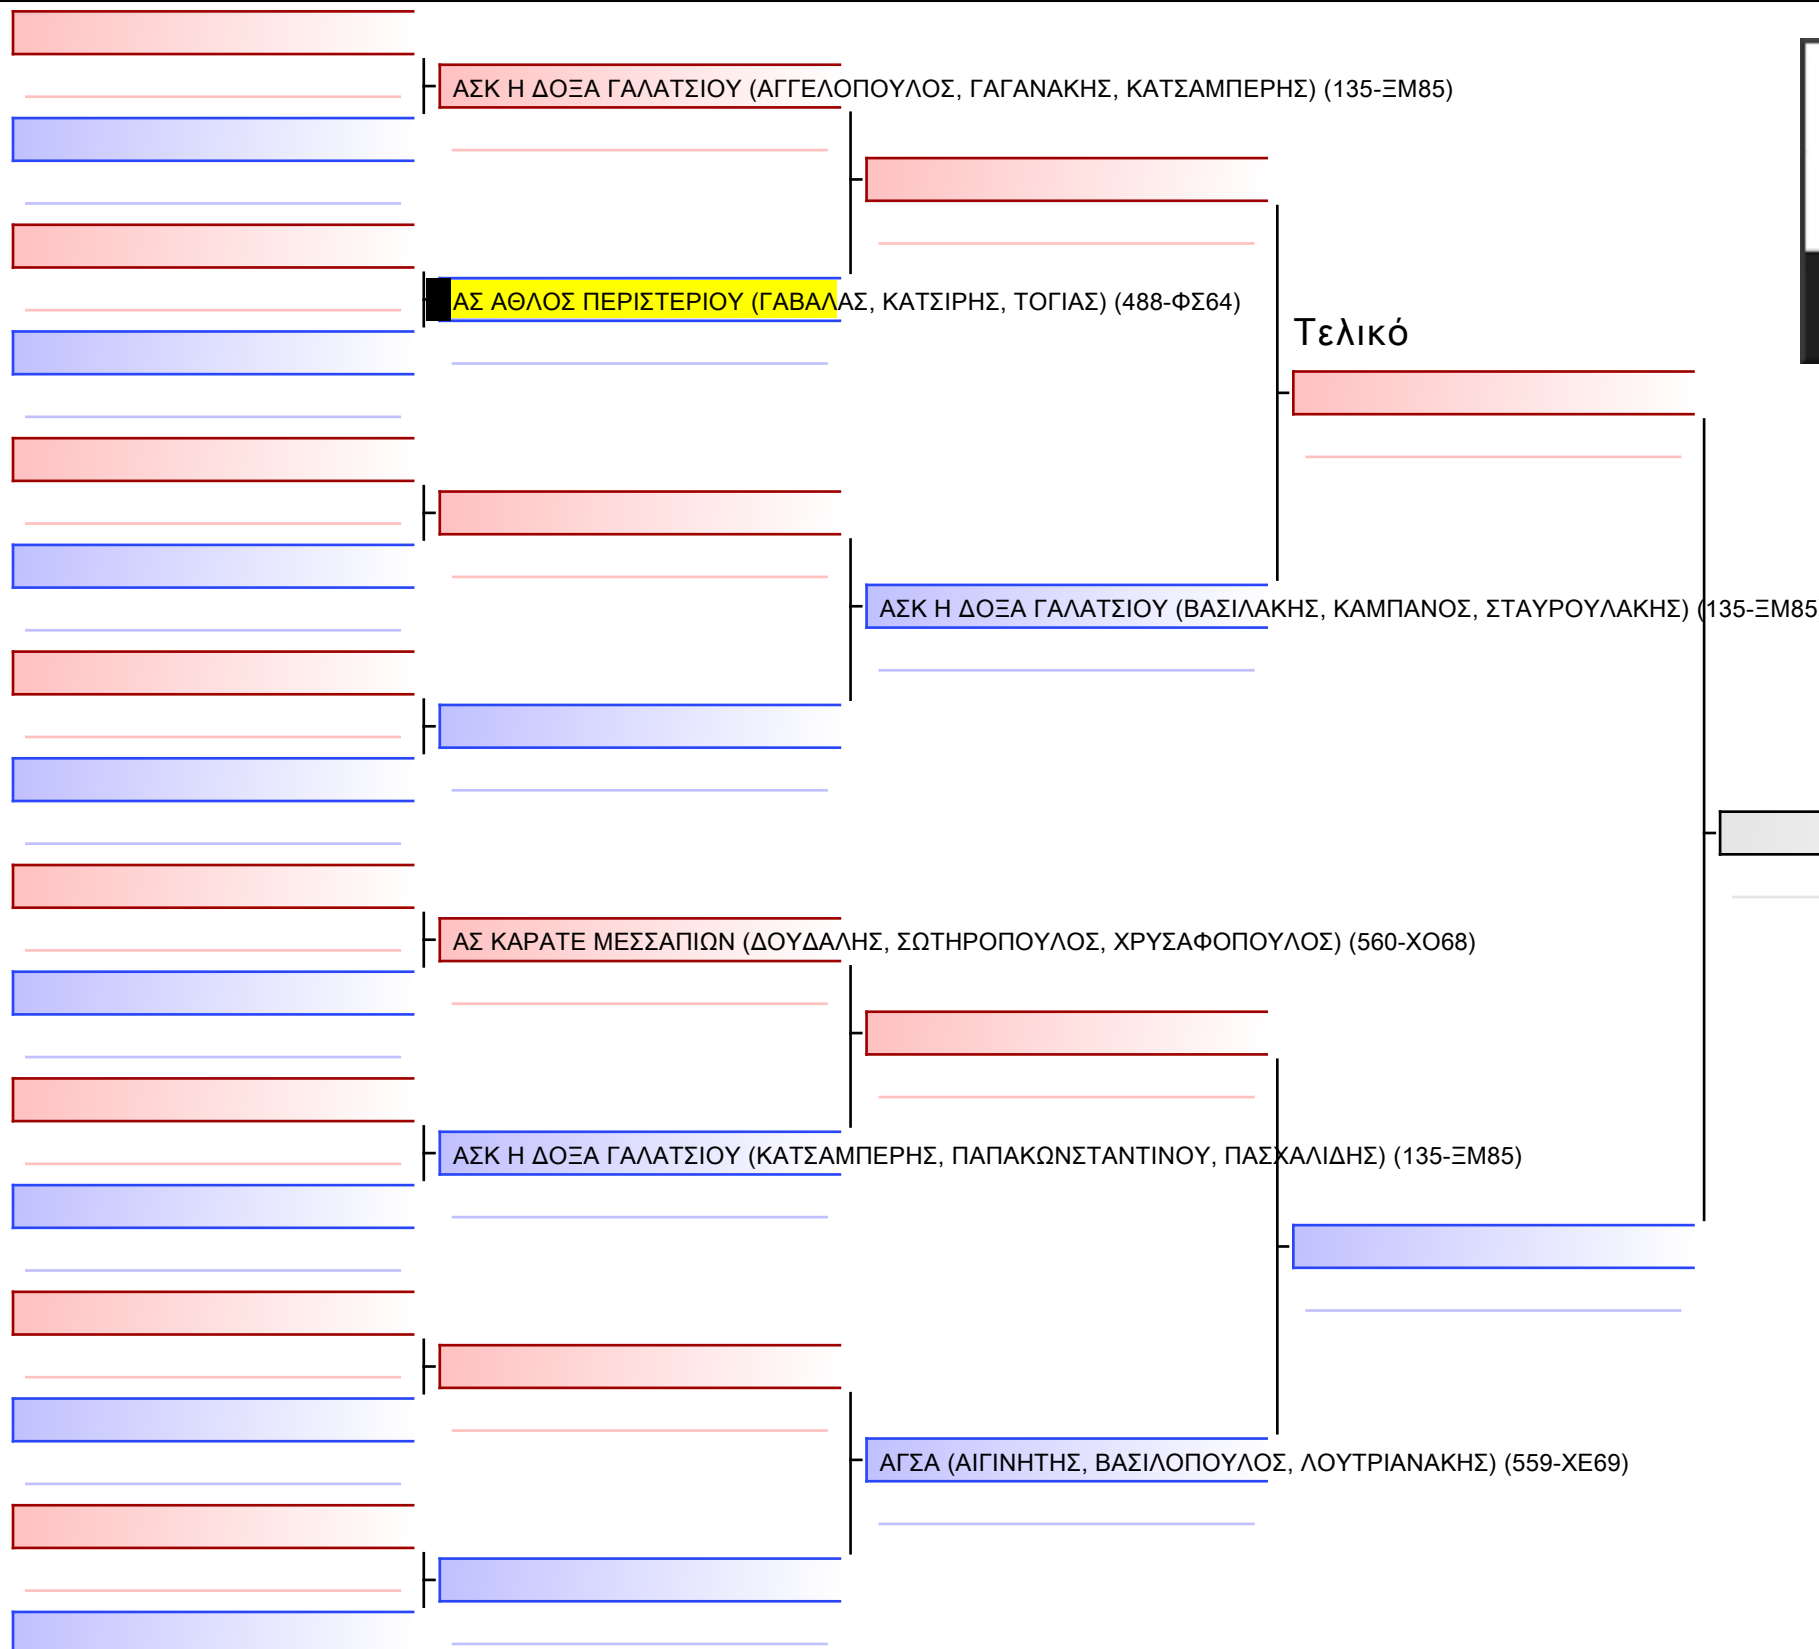 ΑΣΚ Η ΔΟΞΑ ΓΑΛΑΤΣΙΟΥ (ΑΓΓΕΛΟΠΟΥΛΟΣ, ΓΑΓΑΝΑΚΗΣ, ΚΑΤΣΑΜΠΕΡΗΣ) (135-ΞΜ85)
ΑΣ ΑΘΛΟΣ ΠΕΡΙΣΤΕΡΙΟΥ (ΓΑΒΑΛΑΣ, ΚΑΤΣΙΡΗΣ, ΤΟΓΙΑΣ) (488-ΦΣ64)
Τελικό
ΑΣΚ Η ΔΟΞΑ ΓΑΛΑΤΣΙΟΥ (ΒΑΣΙΛΑΚΗΣ, ΚΑΜΠΑΝΟΣ, ΣΤΑΥΡΟΥΛΑΚΗΣ) (135-ΞΜ85
ΑΣ ΚΑΡΑΤΕ ΜΕΣΣΑΠΙΩΝ (ΔΟΥΔΑΛΗΣ, ΣΩΤΗΡΟΠΟΥΛΟΣ, ΧΡΥΣΑΦΟΠΟΥΛΟΣ) (560-ΧΟ68)
ΑΣΚ Η ΔΟΞΑ ΓΑΛΑΤΣΙΟΥ (ΚΑΤΣΑΜΠΕΡΗΣ, ΠΑΠΑΚΩΝΣΤΑΝΤΙΝΟΥ, ΠΑΣΧΑΛΙΔΗΣ) (135-ΞΜ85)
ΑΓΣΑ (ΑΙΓΙΝΗΤΗΣ, ΒΑΣΙΛΟΠΟΥΛΟΣ, ΛΟΥΤΡΙΑΝΑΚΗΣ) (559-ΧΕ69)